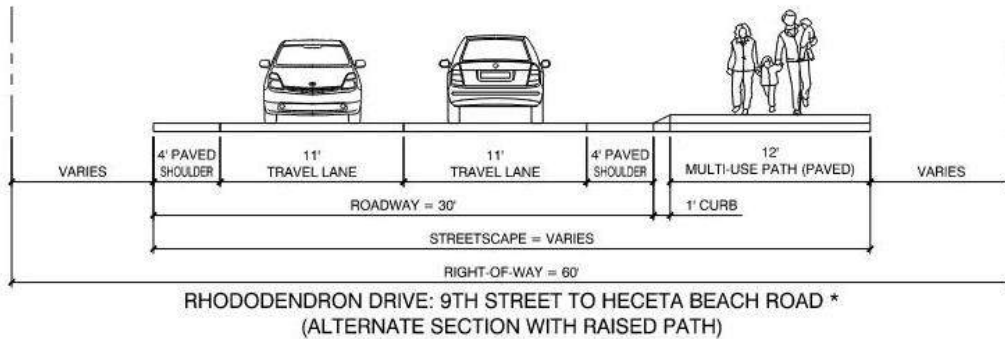 4' PAVED
SHOULDER
11'
TRAVEL LANE
11'
TRAVEL LANE
4' PAVED
SHOULDER
12'
MULTI-USE PATH (PAVED)
VARIES
VARIES
ROADWAY = 30'
1' CURB
STREETSCAPE = VARIES
RIGHT-OF-WAY = 60'
RHODODENDRON DRIVE: 9TH STREET TO HECETA BEACH ROAD *
(ALTERNATE SECTION WITH RAISED PATH)